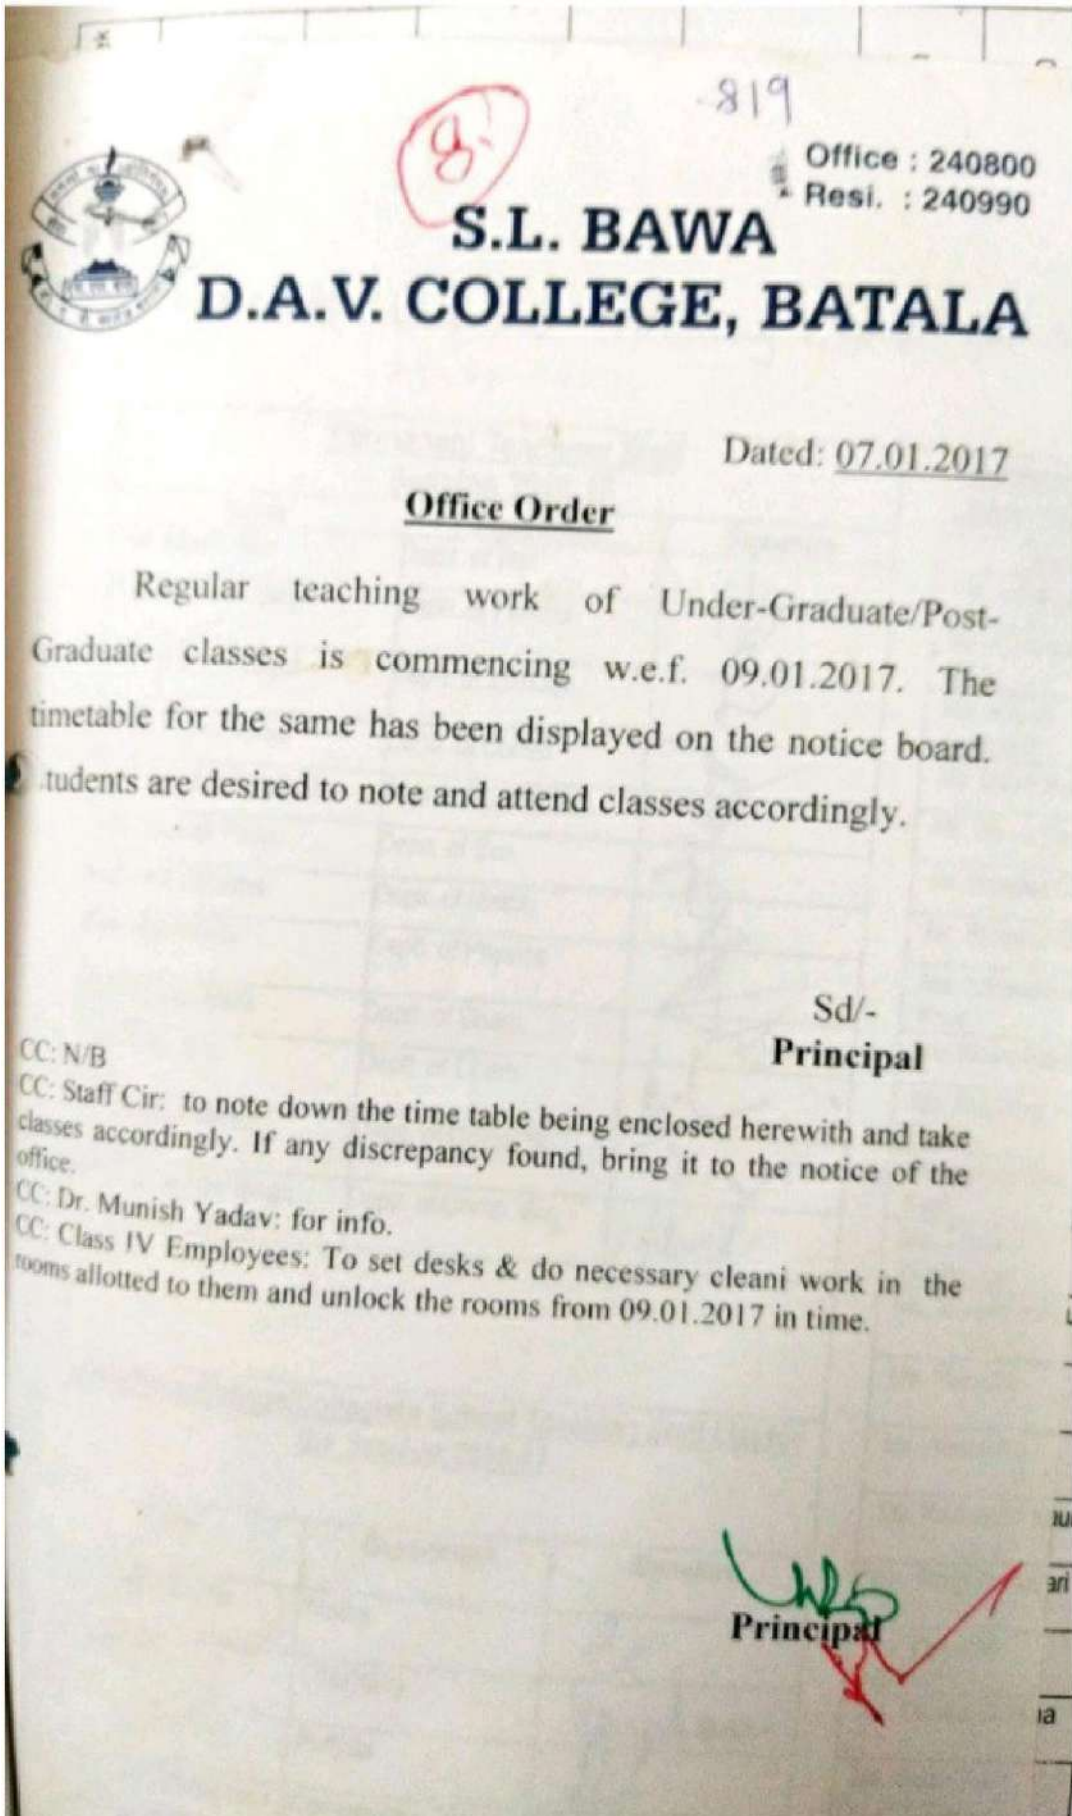 8.
819
Office : 240800
Resi. : 240990
S.L. BAWA
D.A.V. COLLEGE, BATALA
Dated: 07.01.2017
Office Order
Regular teaching work of Under-Graduate/Post-
Graduate classes is commencing w.e.f. 09.01.2017. The
timetable for the same has been displayed on the notice board.
tudents are desired to note and attend classes accordingly.
Sd/-
Principal
CC: N/B
CC: Staff Cir: to note down the time table being enclosed herewith and take
classes accordingly. If any discrepancy found, bring it to the notice of the
office.
CC: Dr. Munish Yadav: for info.
CC: Class IV Employees: To set desks & do necessary cleani work in the
rooms allotted to them and unlock the rooms from 09.01.2017 in time.
Principal